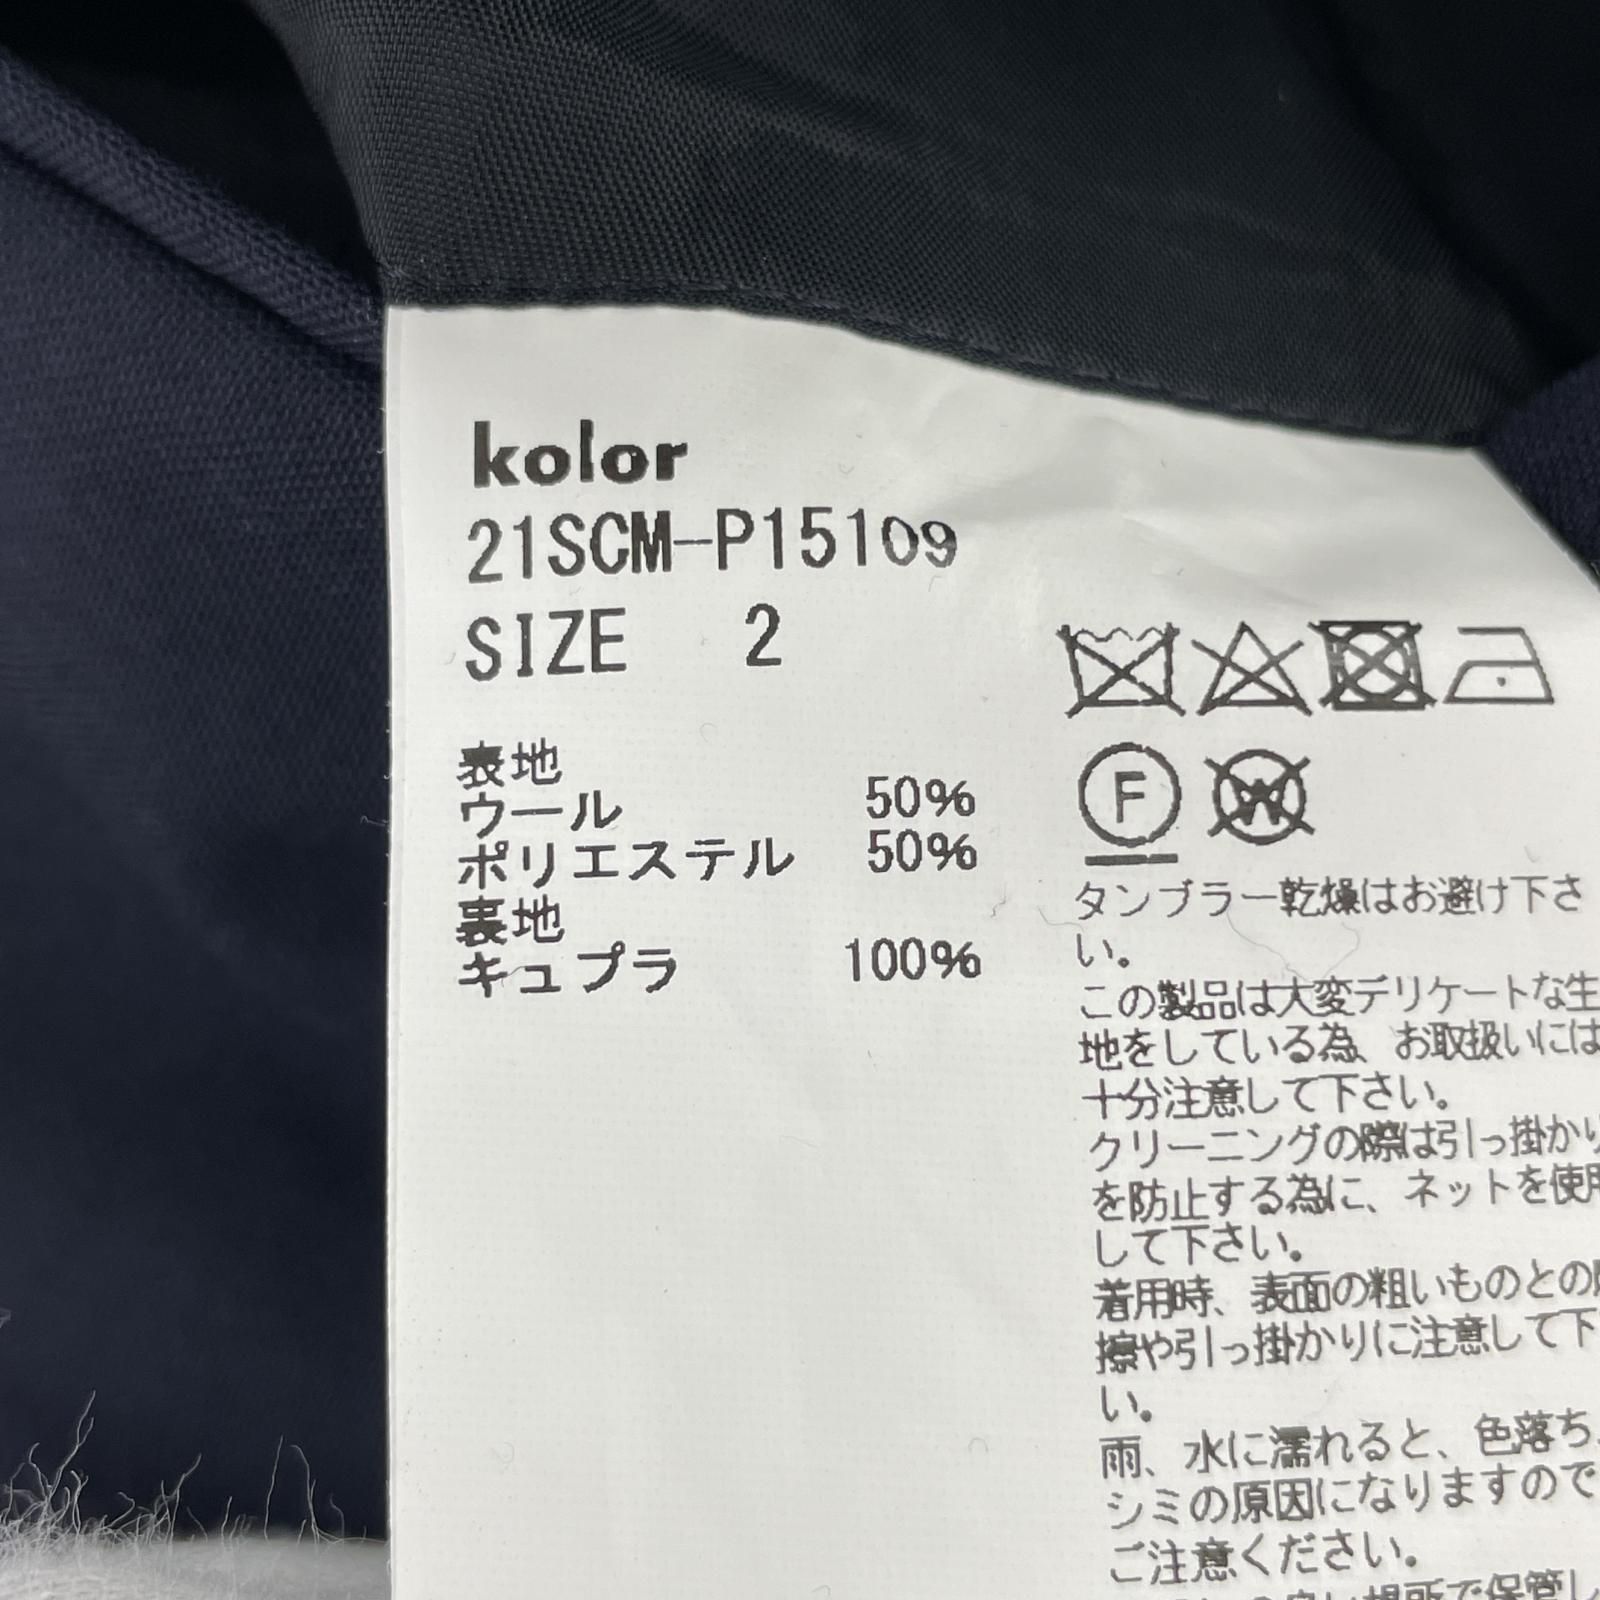 kolor
21SCM-P15109
SIZE 2
表地
ウール 50%
ポリエステル 50%
裏地
キュプラ 100%
F
W
タンブラー乾燥はお避け下さ
い。
この製品は大変デリケートな生
地をしている為、お取扱いには
十分注意して下さい。
クリーニングの際は引っ掛かり
を防止する為に、ネットを使用
して下さい。
着用時、表面の粗いものとの
擦や引っ掛かりに注意して下
い。
雨、水に濡れると、色落ち、
シミの原因になりますので
ご注意ください。
場所で保管し